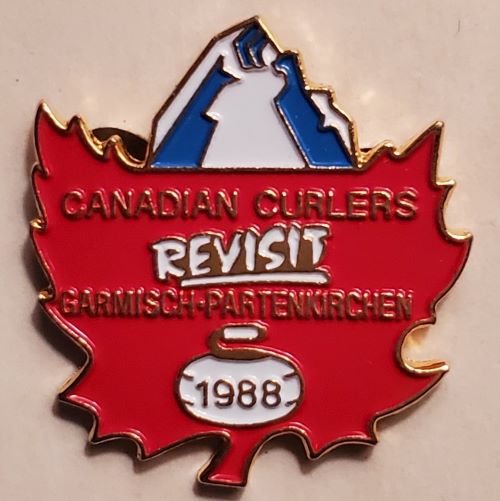 CANADIAN CURLERS
REVISIT
GARMISCH-PARTENKIRCHEN
1988